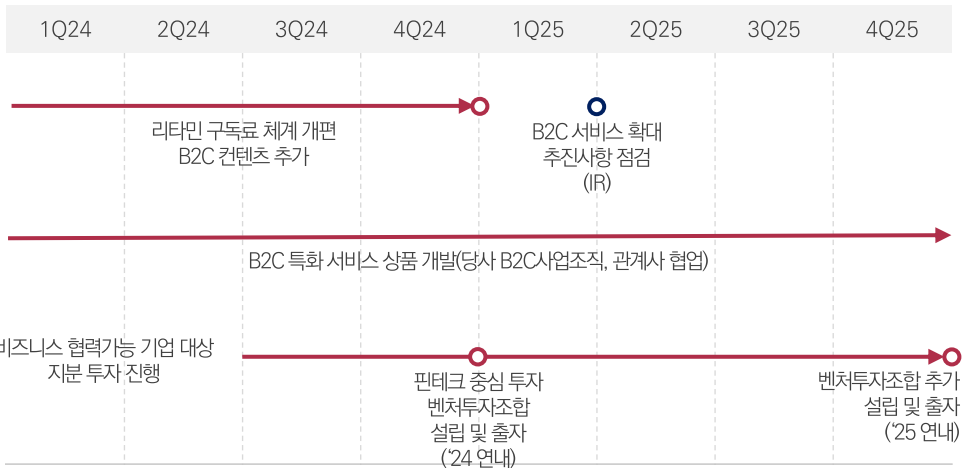 1Q24 2Q24 3Q24 4Q24 1Q25 2Q25 3Q25 4Q25
리타민 구독료 체계 개편
B2C 컨텐츠 추가
B2C 서비스 확대
추진사항 점검
(IR)
B2C 특화 서비스 상품 개발(당사 B2C사업조직, 관계사 협업)
비즈니스 협력가능 기업 대상
지분 투자 진행
핀테크 중심 투자
벤처투자조합
설립 및 출자
(‘24 연내)
벤처투자조합 추가
설립 및 출자
(‘25 연내)